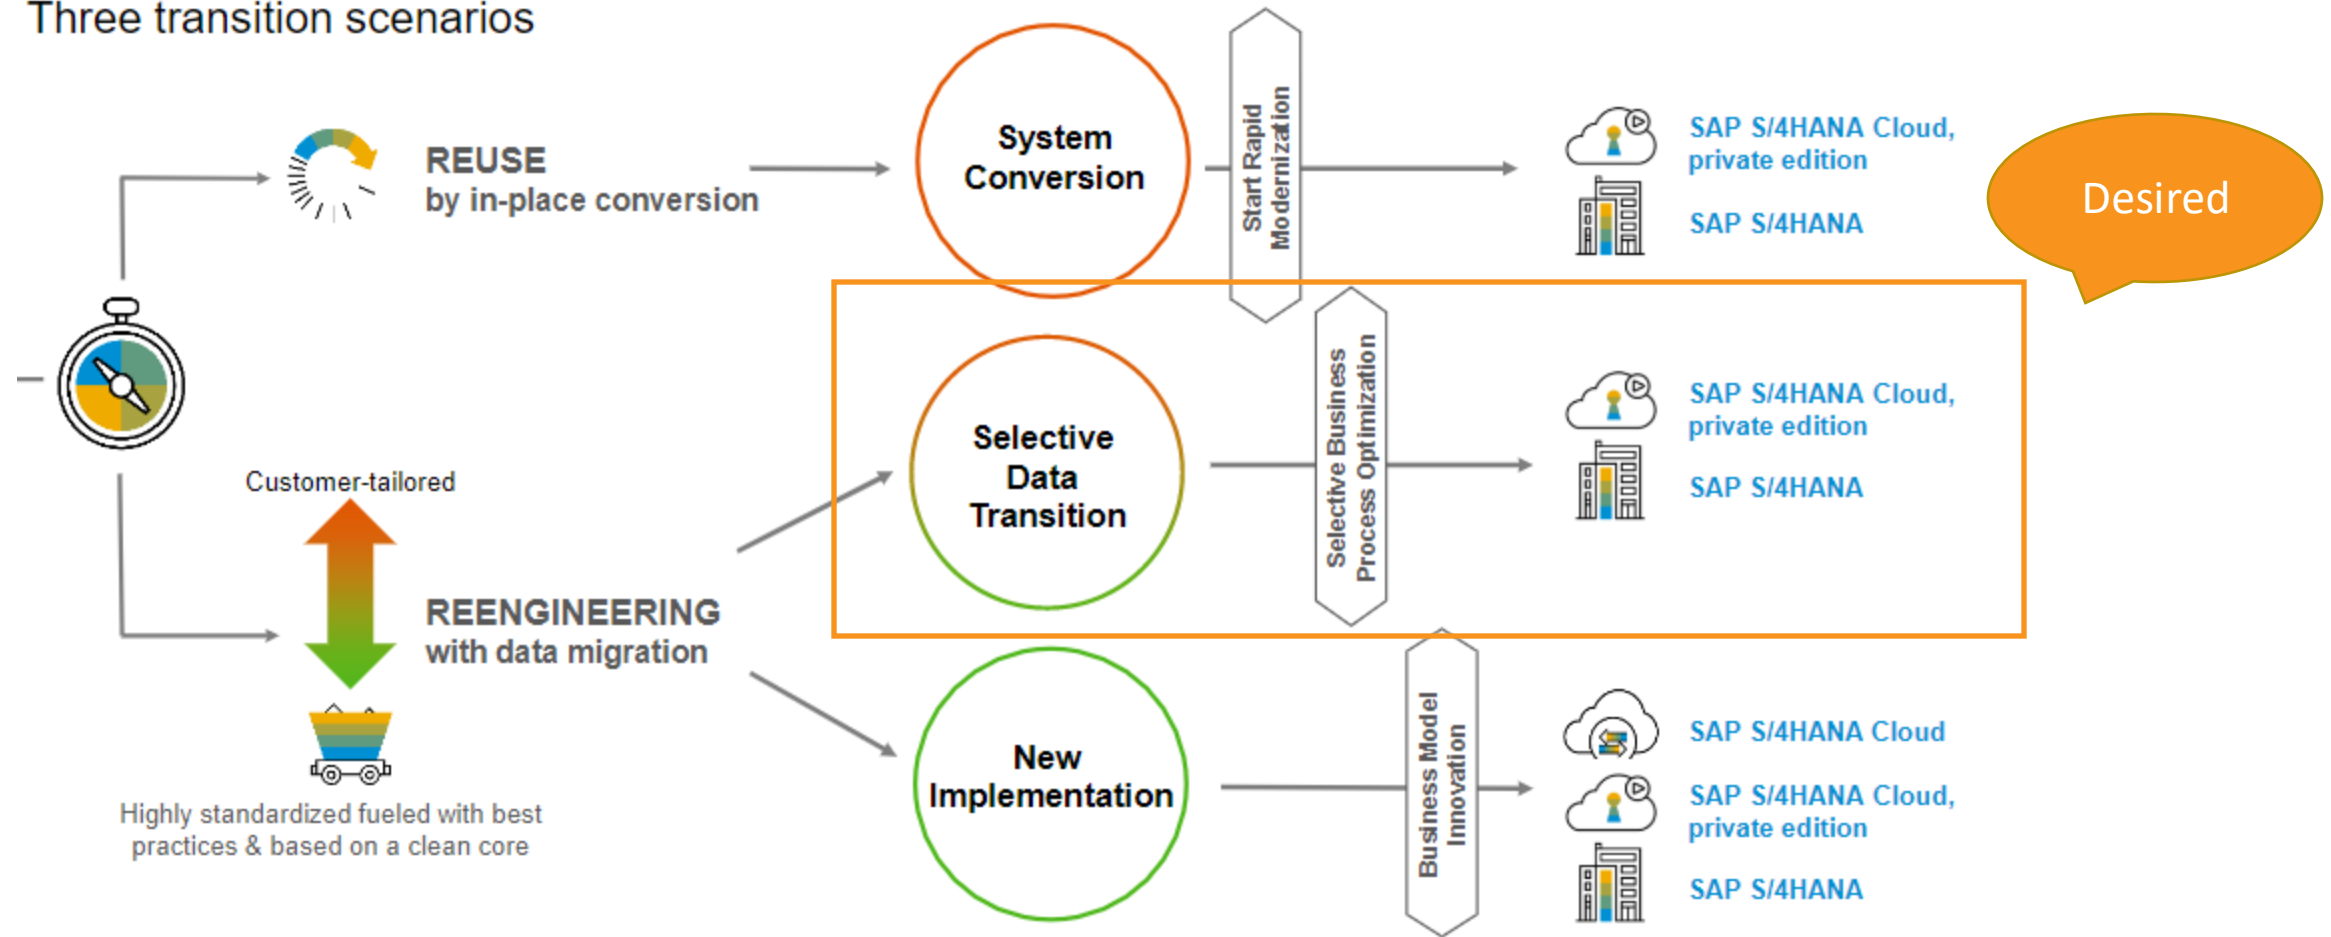 Three transition scenarios
REUSE
by in-place conversion
System
Conversion
Start Rapid
Modernization
SAP S/4HANA Cloud,
private edition
SAP S/4HANA
Desired
Customer-tailored
REENGINEERING
with data migration
Highly standardized fueled with best
practices & based on a clean core
Selective
Data
Transition
Selective Business
Process Optimization
SAP S/4HANA Cloud,
private edition
SAP S/4HANA
New
Implementation
Business Model
Innovation
SAP S/4HANA Cloud
SAP S/4HANA Cloud,
private edition
SAP S/4HANA